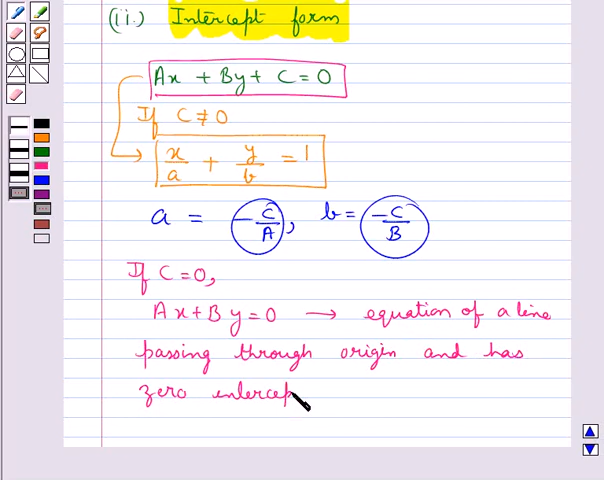 (ii.) Intercept form
Ax + By + C = 0
If C ≠ 0
x/a + y/b = 1
a = -C/A, b = -C/B
If C = 0,
Ax + By = 0 → equation of a line
passing through origin and has
zero intercep